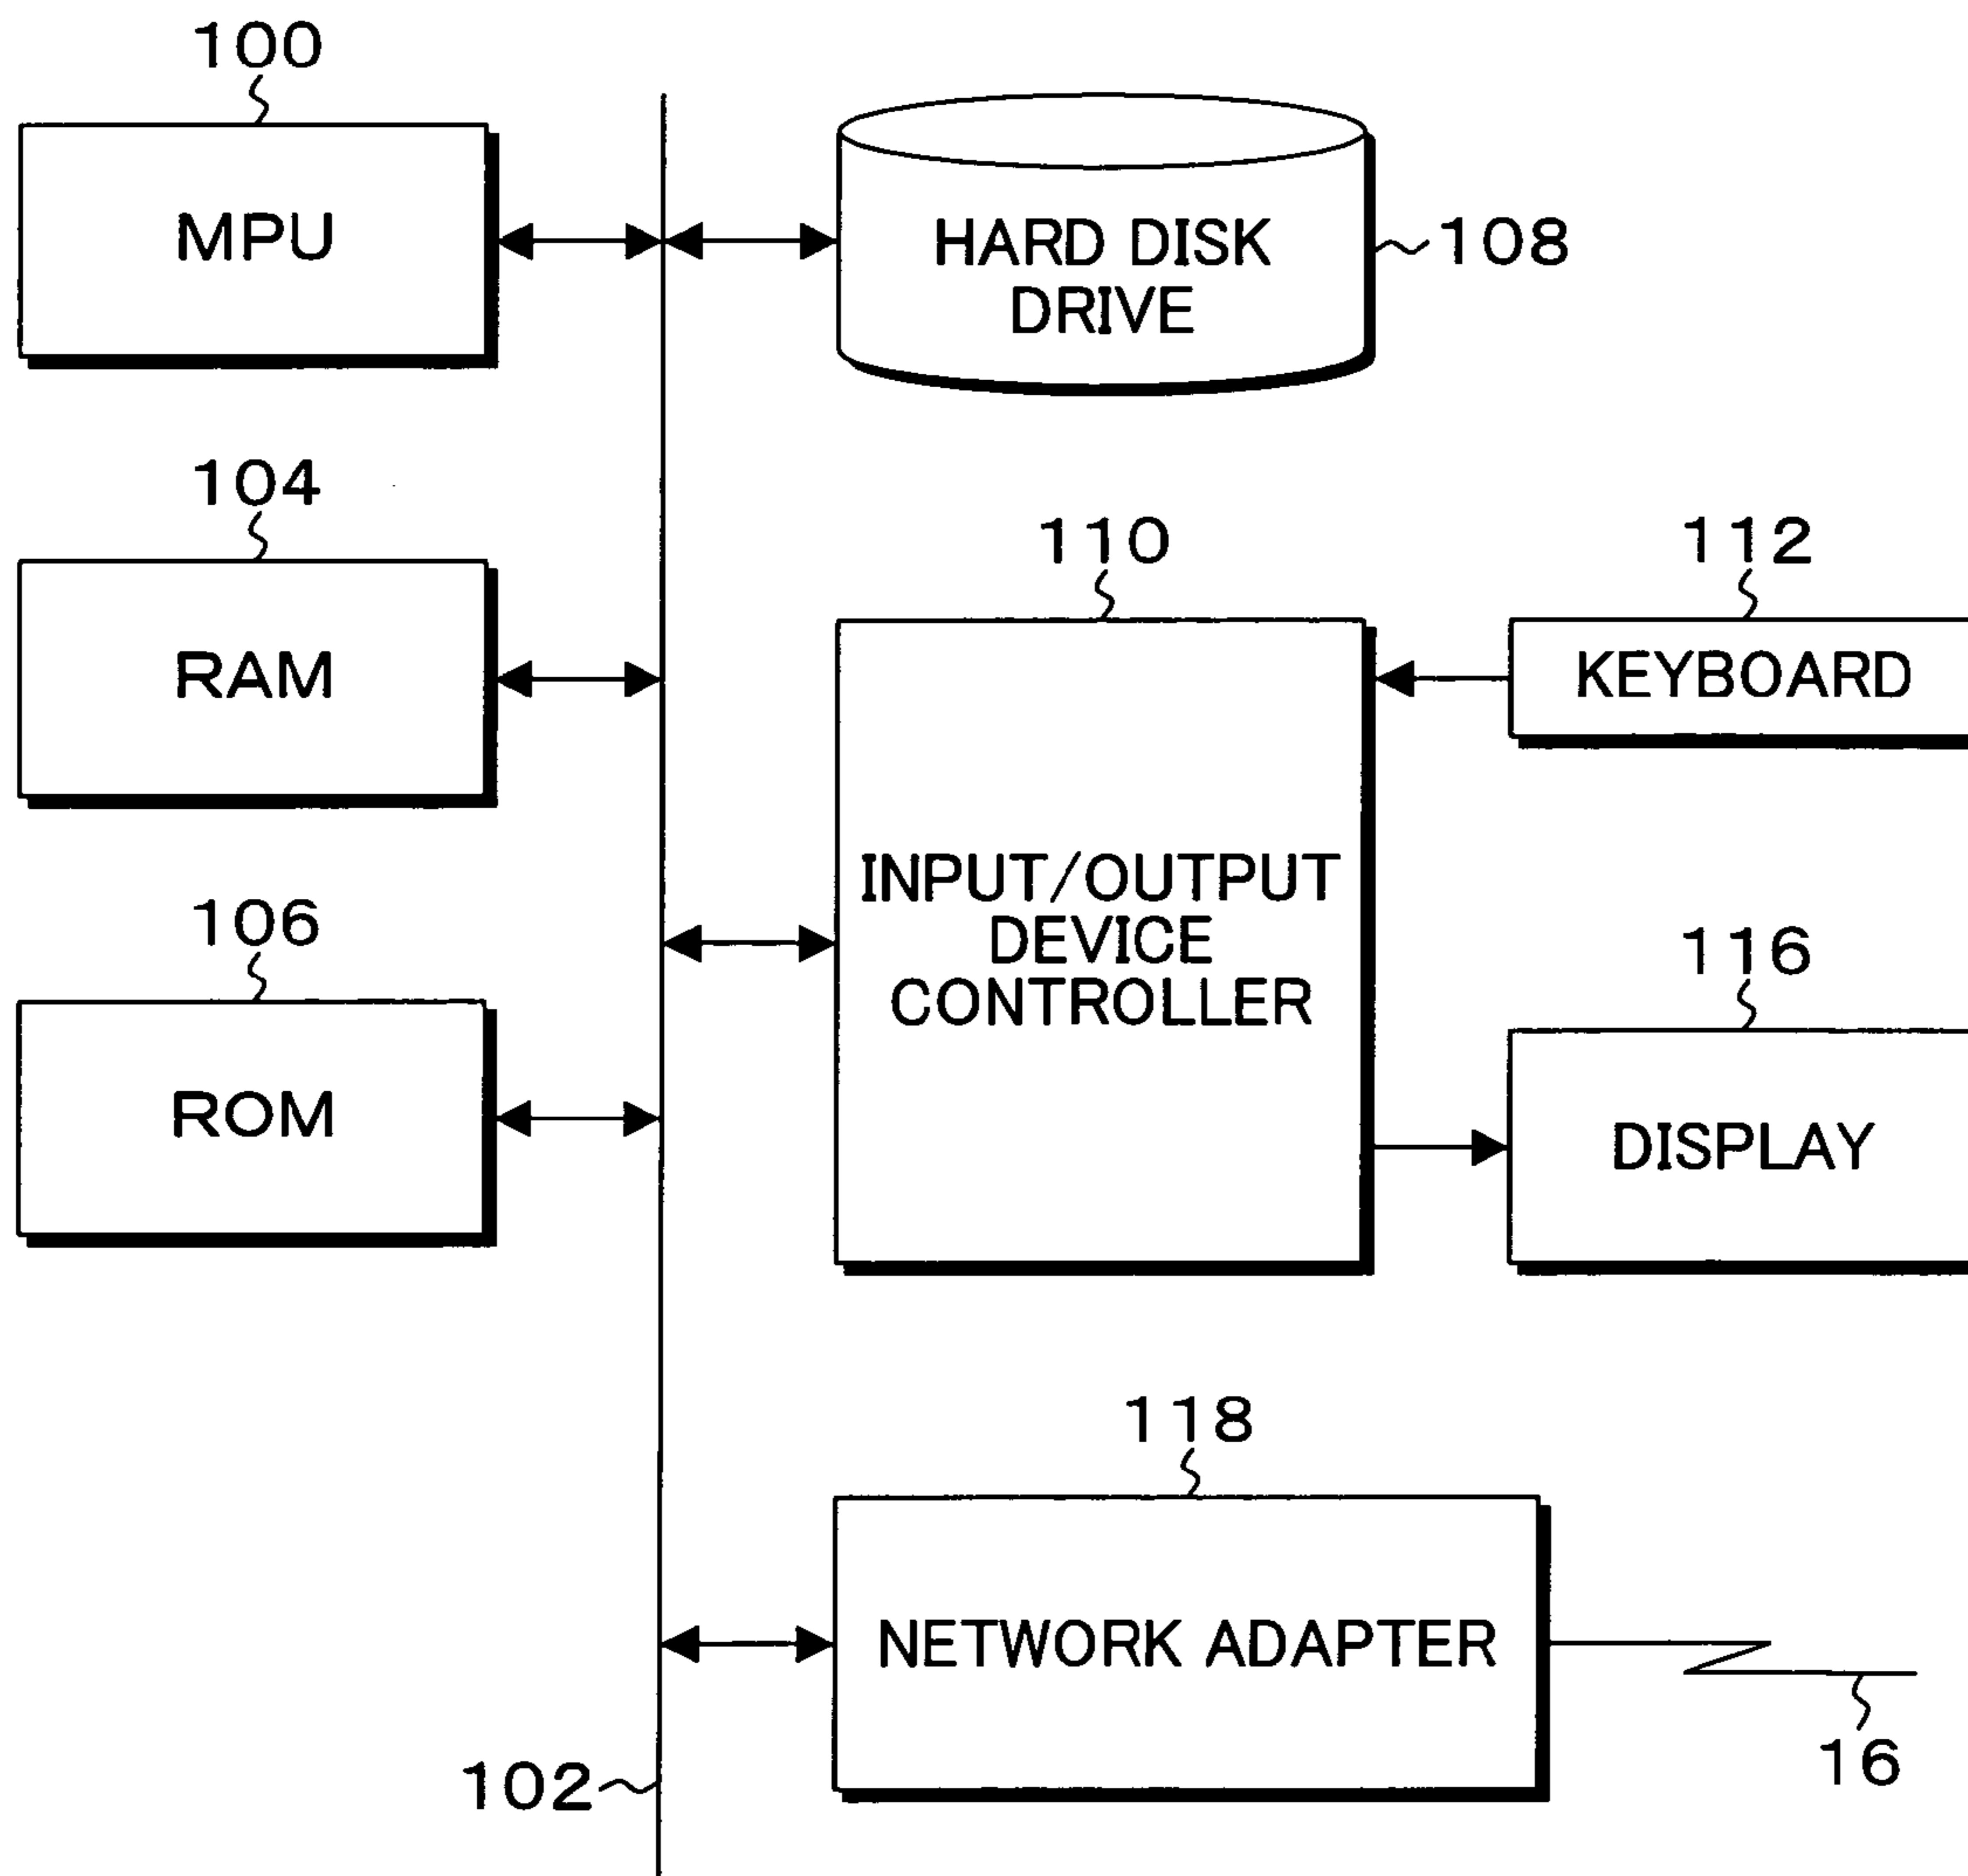 100
MPU
HARD DISK
DRIVE
108
104
RAM
110
112
KEYBOARD
INPUT/OUTPUT
DEVICE
CONTROLLER
106
ROM
116
DISPLAY
118
NETWORK ADAPTER
16
102